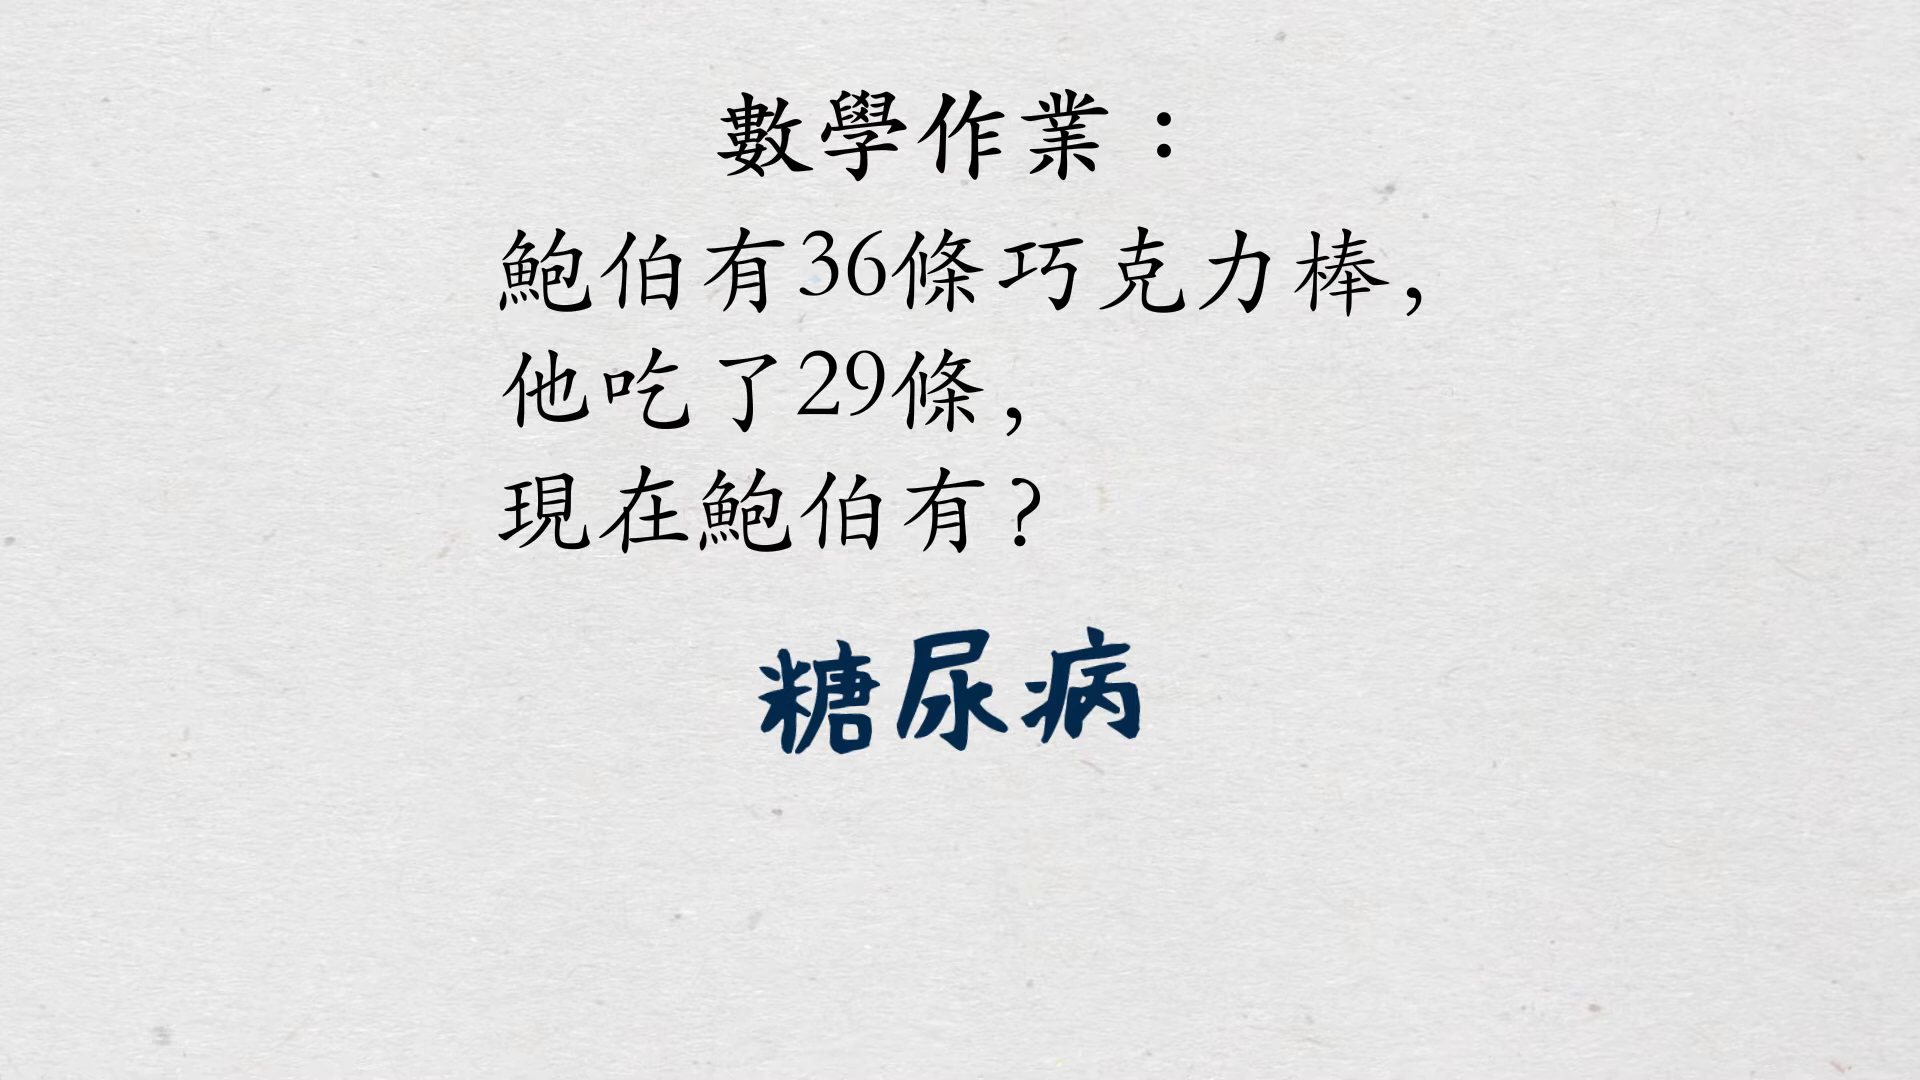 數學作業：
鮑伯有36條巧克力棒，
他吃了29條，
現在鮑伯有？
糖尿病